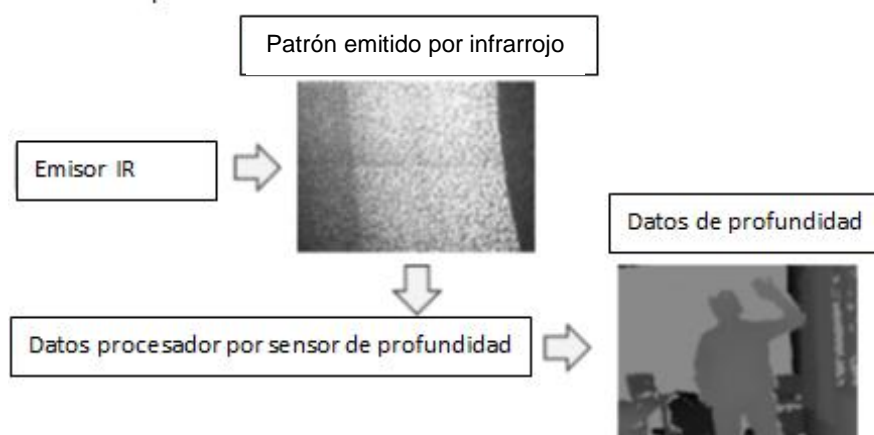 Patrón emitido por infrarrojo
Emisor IR
Datos de profundidad
Datos procesador por sensor de profundidad